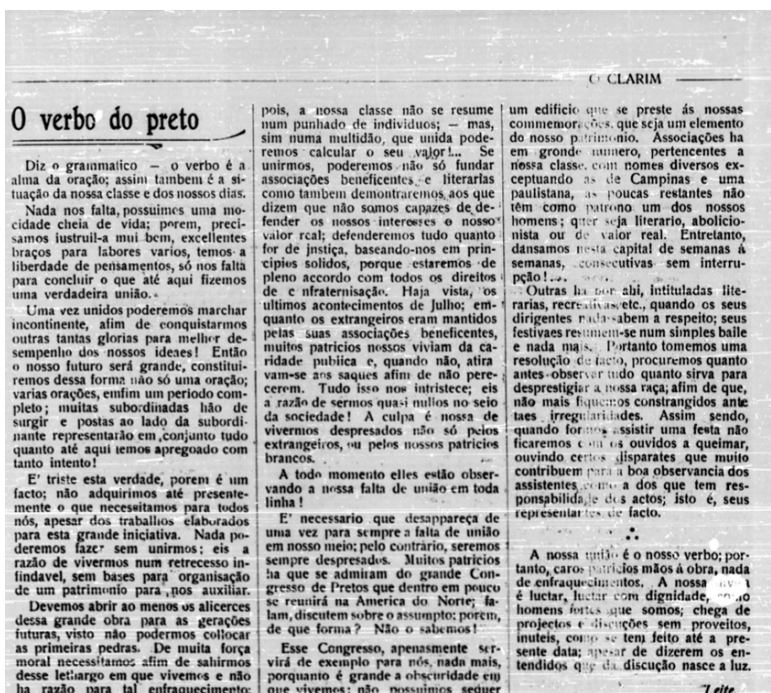 O CLARIM
O verbo do preto
Diz o grammatico — o verbo é a
alma da oração; assim tambem é a si-
tuação da nossa classe e dos nossos dias.
Nada nos falta, possuimos uma mo-
cidade cheia de vida; porem, preci-
samos iustruil-a mui bem, excellentes
braços para labores varios, temos a
liberdade de pensamentos, só nos falta
para concluir o que até aqui fizemos
uma verdadeira união.
Uma vez unidos poderemos marchar
incontinente, afim de conquistarmos
outras tantas glorias para melhor de-
sempenho dos nossos ideaes! Então
o nosso futuro será grande, constitui-
remos dessa forma não só uma oração;
varias orações, emfim um periodo com-
pleto; muitas subordinadas hão de
surgir e postas ao lado da subordi-
nante representarão em conjunto tudo
quanto até aqui temos apregoado com
tanto intento!
E' triste esta verdade, porem é um
facto; não adquirimos até presente-
mente o que necessitamos para todos
nós, apesar dos trabalhos elaborados
para esta grande iniciativa. Nada po-
deremos fazer sem unirmos; eis a
razão de vivermos num retrecesso in-
findavel, sem bases para organisação
de um patrimonio para nos auxiliar.
Devemos abrir ao menos os alicerces
dessa grande obra para as gerações
futuras, visto não podermos collocar
as primeiras pedras. De muita força
moral necessitamos afim de sahirmos
desse lethargo em que vivemos e não
ha razão para tal enfraquecimento;
pois, a nossa classe não se resume
num punhado de individuos; — mas,
sim numa multidão, que unida pode-
remos calcular o seu valor!... Se
unirmos, poderemos não só fundar
associações beneficentes e literarias
como tambem demonstraremos aos que
dizem que não somos capazes de de-
fender os nossos interesses o nosso
valor real; defenderemos tudo quanto
for de jnstiça, baseando-nos em prin-
cipios solidos, porque estaremos de
pleno accordo com todos os direitos
de c nfraternisação. Haja vista, os
ultimos acontecimentos de Julho; em-
quanto os extrangeiros eram mantidos
pelas suas associações beneficentes,
muitos patricios nossos viviam da ca-
ridade publica e, quando não, atira
vam-se aos saques afim de não pere-
cerem. Tudo isso nos intristece; eis
a razão de sermos quasi nullos no seio
da sociedade! A culpa é nossa de
vivermos despresados não só pelos
extrangeiros, ou pelos nossos patricios
brancos.
A todo momento elles estão obser-
vando a nossa falta de união em toda
linha!
E' necessario que desappareça de
uma vez para sempre a falta de união
em nosso meio; pelo contrário, seremos
sempre despresados. Muitos patricios
ha que se admiram do grande Con-
gresso de Pretos que dentro em pouco
se reunirá na America do Norte; fa-
lam, discutem sobre o assumpto; porem,
de que forma? Não o sabemos!
Esse Congresso, apenasmente ser-
virá de exemplo para nós, nada mais,
porquanto é grande a obscuridade em
que vivemos; não possuimos sequer
um edificio que se preste ás nossas
commemorações, que seja um elemento
do nosso patrimonio. Associações ha
em gronde numero, pertencentes a
nossa classe, com nomes diversos ex-
ceptuando as de Campinas e uma
paulistana, as poucas restantes não
têm como patrono um dos nossos
homens; quer seja literario, abolicio-
nista ou de valor real. Entretanto,
dansamos nesta capital de semanas á
semanas, consecutivas sem interru-
pção!...
Outras ha por ahi, intituladas lite-
rarias, recreativas etc., quando os seus
dirigentes nada sabem a respeito; seus
festivaes resumem-se num simples baile
e nada mais. Portanto tomemos uma
resolução de facto, procuremos quanto
antes observar tudo quanto sirva para
desprestigiar a nossa raça; afim de que,
não mais fiquemos constrangidos ante
taes irregularidades. Assim sendo,
quando formos assistir uma festa não
ficaremos com os ouvidos a queimar,
ouvindo certos disparates que muito
contribuem para a boa observancia dos
assistentes como a dos que tem res-
ponsabilidade dos actos; isto é, seus
representantes de facto.
A nossa união é o nosso verbo; por-
tanto, caros patricios mãos á obra, nada
de enfraquecimentos. A nossa
é luctar, luctar com dignidade, como
homens fortes que somos; chega de
projectos e discuções sem proveitos,
inuteis, como se tem feito até a pre-
sente data; apesar de dizerem os en-
tendidos que da discução nasce a luz.
Leite